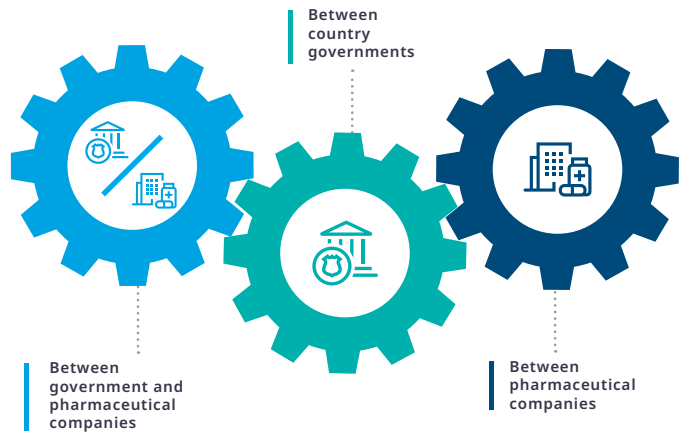 Between
country
governments
Between
government and
pharmaceutical
companies
Between
pharmaceutical
companies